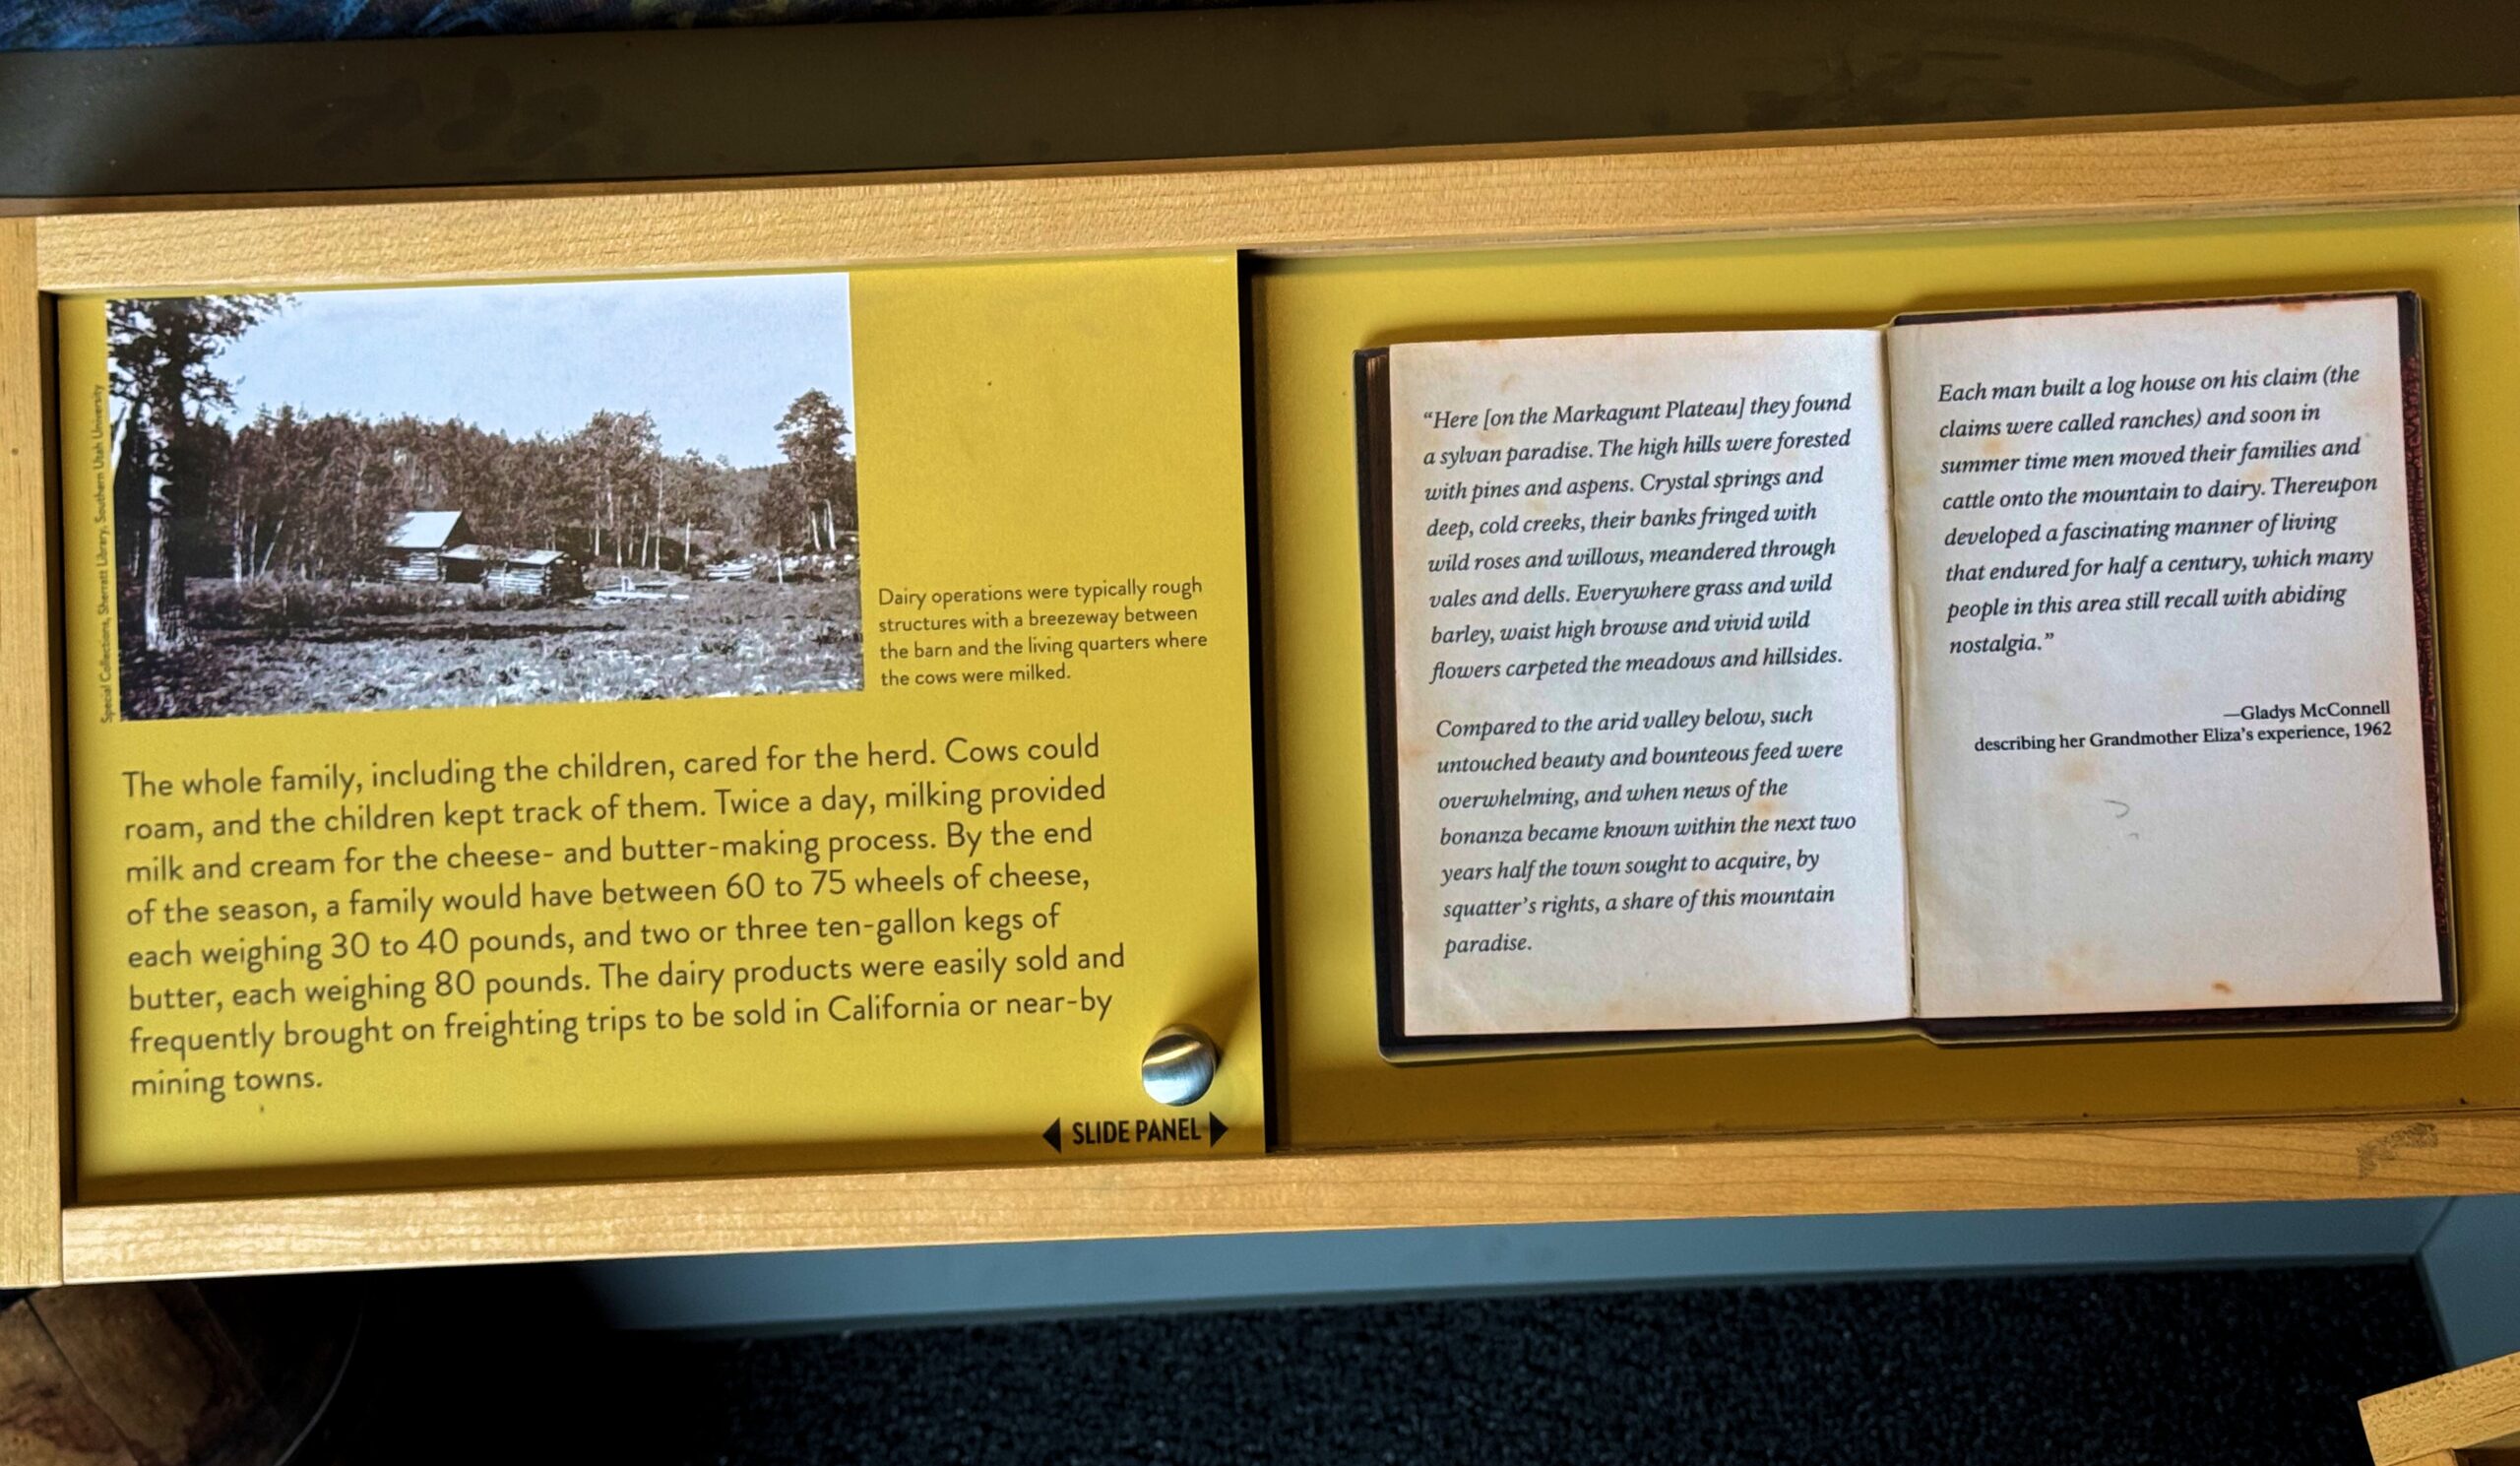 Special Collections, Sherratt Library, Southern Utah University
Dairy operations were typically rough
structures with a breezeway between
the barn and the living quarters where
the cows were milked.
The whole family, including the children, cared for the herd. Cows could
roam, and the children kept track of them. Twice a day, milking provided
milk and cream for the cheese- and butter-making process. By the end
of the season, a family would have between 60 to 75 wheels of cheese,
each weighing 30 to 40 pounds, and two or three ten-gallon kegs of
butter, each weighing 80 pounds. The dairy products were easily sold and
frequently brought on freighting trips to be sold in California or near-by
mining towns.
SLIDE PANEL
“Here [on the Markagunt Plateau] they found
a sylvan paradise. The high hills were forested
with pines and aspens. Crystal springs and
deep, cold creeks, their banks fringed with
wild roses and willows, meandered through
vales and dells. Everywhere grass and wild
barley, waist high browse and vivid wild
flowers carpeted the meadows and hillsides.
Compared to the arid valley below, such
untouched beauty and bounteous feed were
overwhelming, and when news of the
bonanza became known within the next two
years half the town sought to acquire, by
squatter’s rights, a share of this mountain
paradise.
Each man built a log house on his claim (the
claims were called ranches) and soon in
summer time men moved their families and
cattle onto the mountain to dairy. Thereupon
developed a fascinating manner of living
that endured for half a century, which many
people in this area still recall with abiding
nostalgia.”
—Gladys McConnell
describing her Grandmother Eliza’s experience, 1962